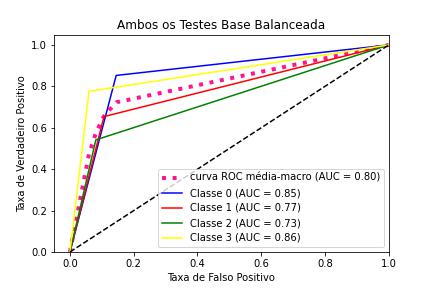 Ambos os Testes Base Balanceada
Taxa de Verdadeiro Positivo
1.0
0.8
0.6
0.4
0.2
0.0
curva ROC média-macro (AUC = 0.80)
Classe 0 (AUC = 0.85)
Classe 1 (AUC = 0.77)
Classe 2 (AUC = 0.73)
Classe 3 (AUC = 0.86)
0.0 0.2 0.4 0.6 0.8 1.0
Taxa de Falso Positivo